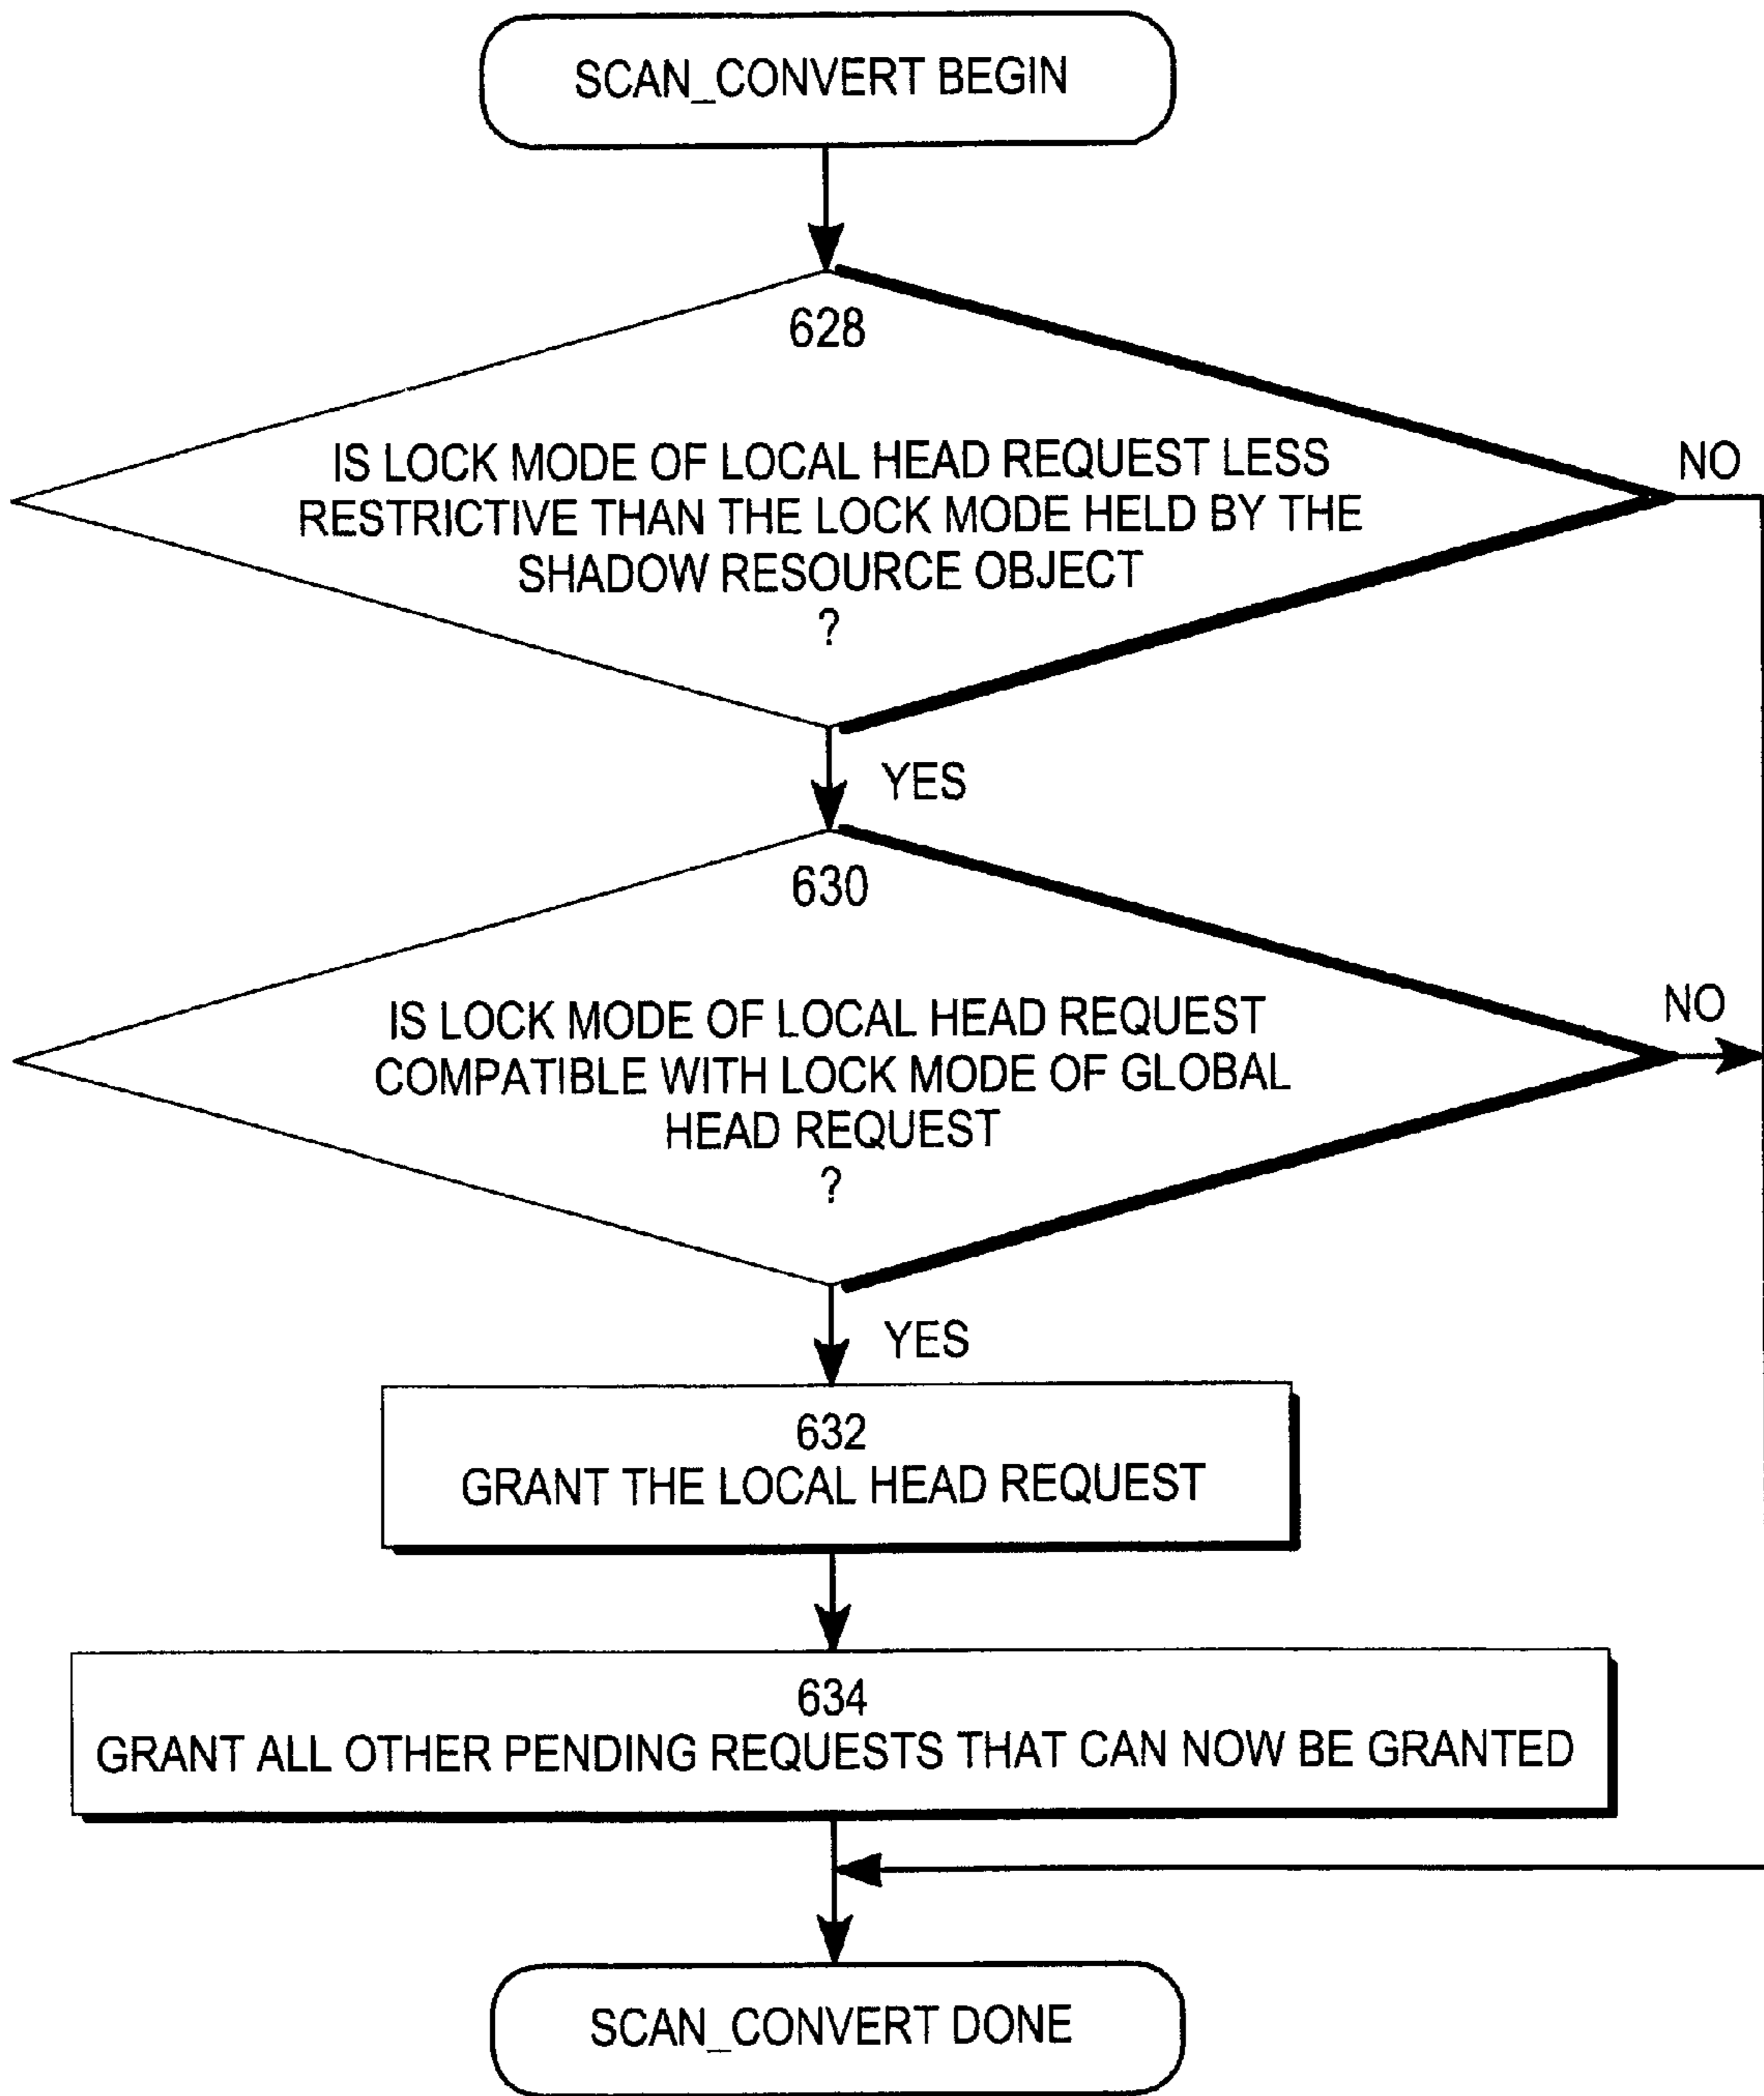 SCAN_CONVERT BEGIN
628
IS LOCK MODE OF LOCAL HEAD REQUEST LESS
RESTRICTIVE THAN THE LOCK MODE HELD BY THE
SHADOW RESOURCE OBJECT
?
NO
YES
630
IS LOCK MODE OF LOCAL HEAD REQUEST
COMPATIBLE WITH LOCK MODE OF GLOBAL
HEAD REQUEST
?
NO
YES
632
GRANT THE LOCAL HEAD REQUEST
634
GRANT ALL OTHER PENDING REQUESTS THAT CAN NOW BE GRANTED
SCAN_CONVERT DONE